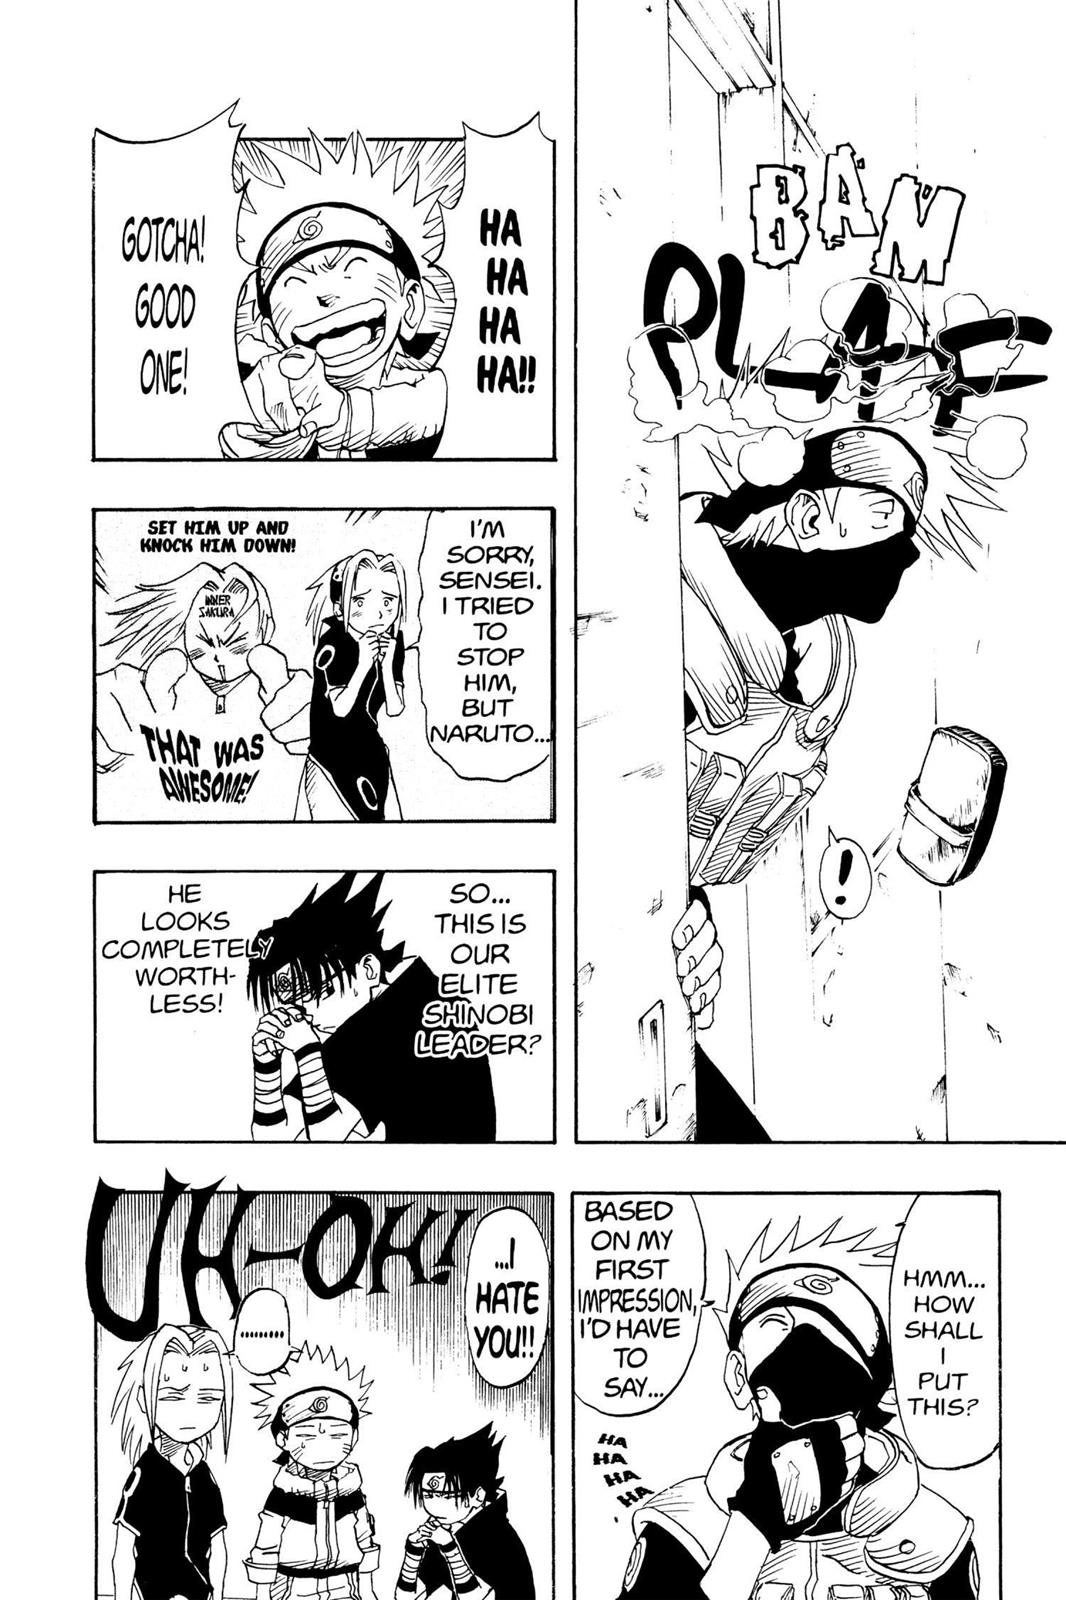 BAM
PLAF
!
HA
HA
HA
HA!!
GOTCHA!
GOOD
ONE!
I'M
SORRY,
SENSEI.
I TRIED
TO
STOP
HIM,
BUT
NARUTO...
SET HIM UP AND
KNOCK HIM DOWN!
INNER
SAKURA
THAT WAS
AWESOME!
SO...
THIS IS
OUR
ELITE
SHINOBI
LEADER?
HE
LOOKS
COMPLETELY
WORTH-
LESS!
HMM...
HOW
SHALL
I
PUT
THIS?
BASED
ON MY
FIRST
IMPRESSION,
I'D HAVE
TO
SAY...
HA
HA
HA
HA
...I
HATE
YOU!!
UH-OH!
..........